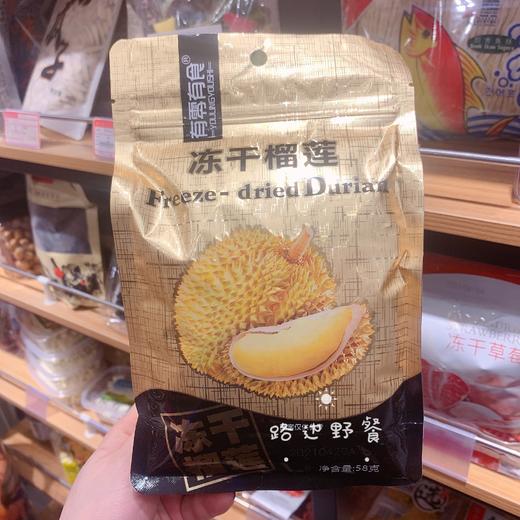 有零有食®
—YOULINGYOUSHI—
冻干榴莲
Freeze-dried Durian
冻干
榴莲
路边野餐
净含量:58克
冻干草莓